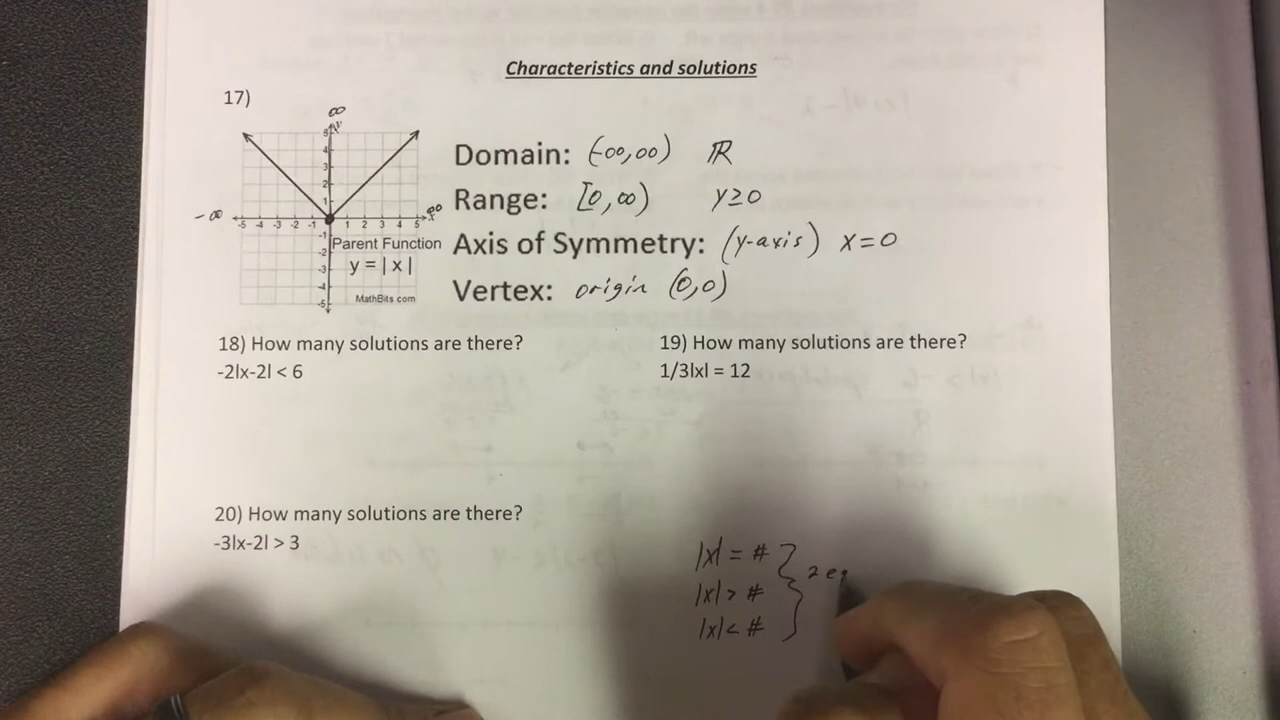 Characteristics and solutions
17)
∞
y
5
4
3
2
1
-∞ -5 -4 -3 -2 -1 1 2 3 4 5 x ∞
-1
-2
-3
-4
-5
Parent Function
y = |x|
MathBits.com
Domain: (-∞,∞) ℝ
Range: [0,∞) y≥0
Axis of Symmetry: (y-axis) x=0
Vertex: origin (0,0)
18) How many solutions are there?
-2|x-2| < 6
19) How many solutions are there?
1/3|x| = 12
20) How many solutions are there?
-3|x-2| > 3
|x| = #
|x| > #
|x| < #
2 eq